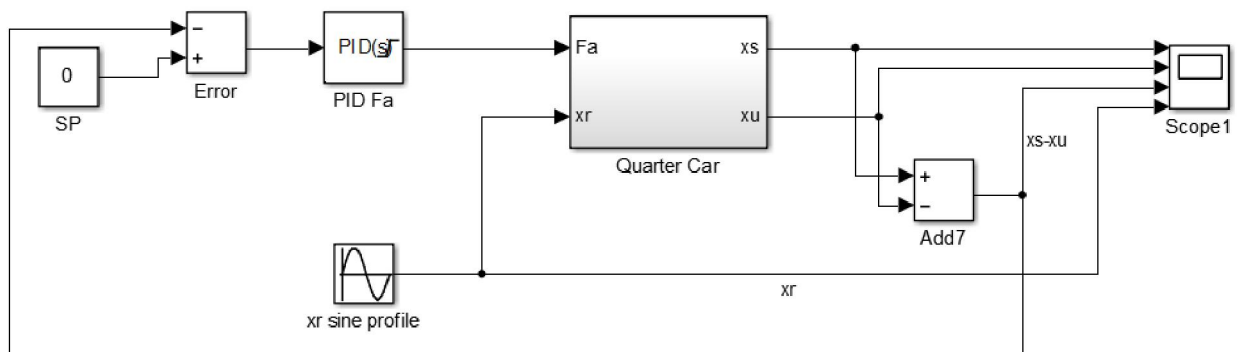 −
+
0
SP
Error
PID(s)
PID Fa
Fa
xr
xs
xu
Quarter Car
Scope1
xs-xu
+
−
Add7
xr sine profile
xr